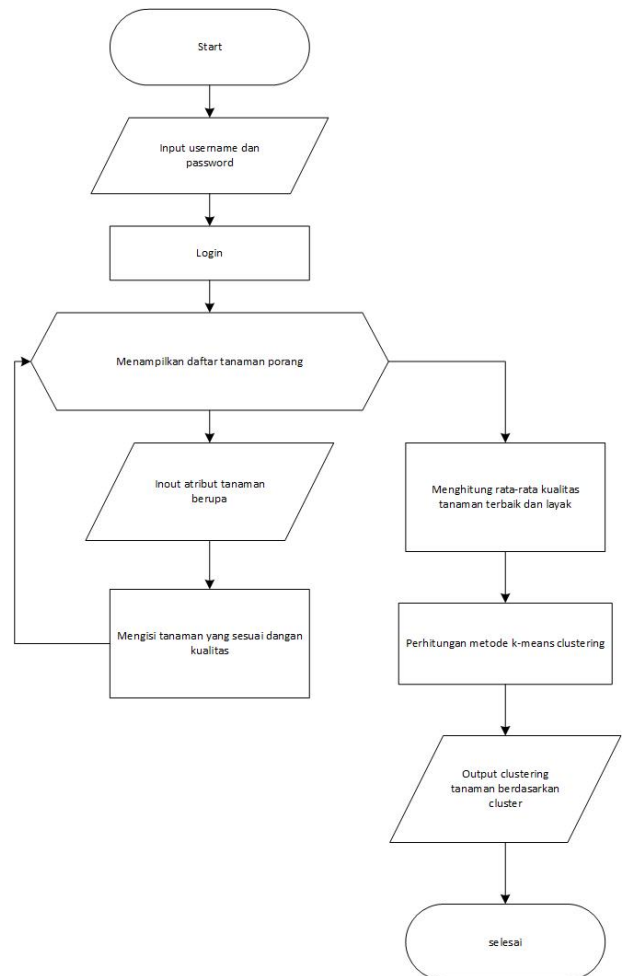 Start
Input username dan
password
Login
Menampilkan daftar tanaman porang
Inout atribut tanaman
berupa
Mengisi tanaman yang sesuai dangan
kualitas
Menghitung rata-rata kualitas
tanaman terbaik dan layak
Perhitungan metode k-means clustering
Output clustering
tanaman berdasarkan
cluster
selesai